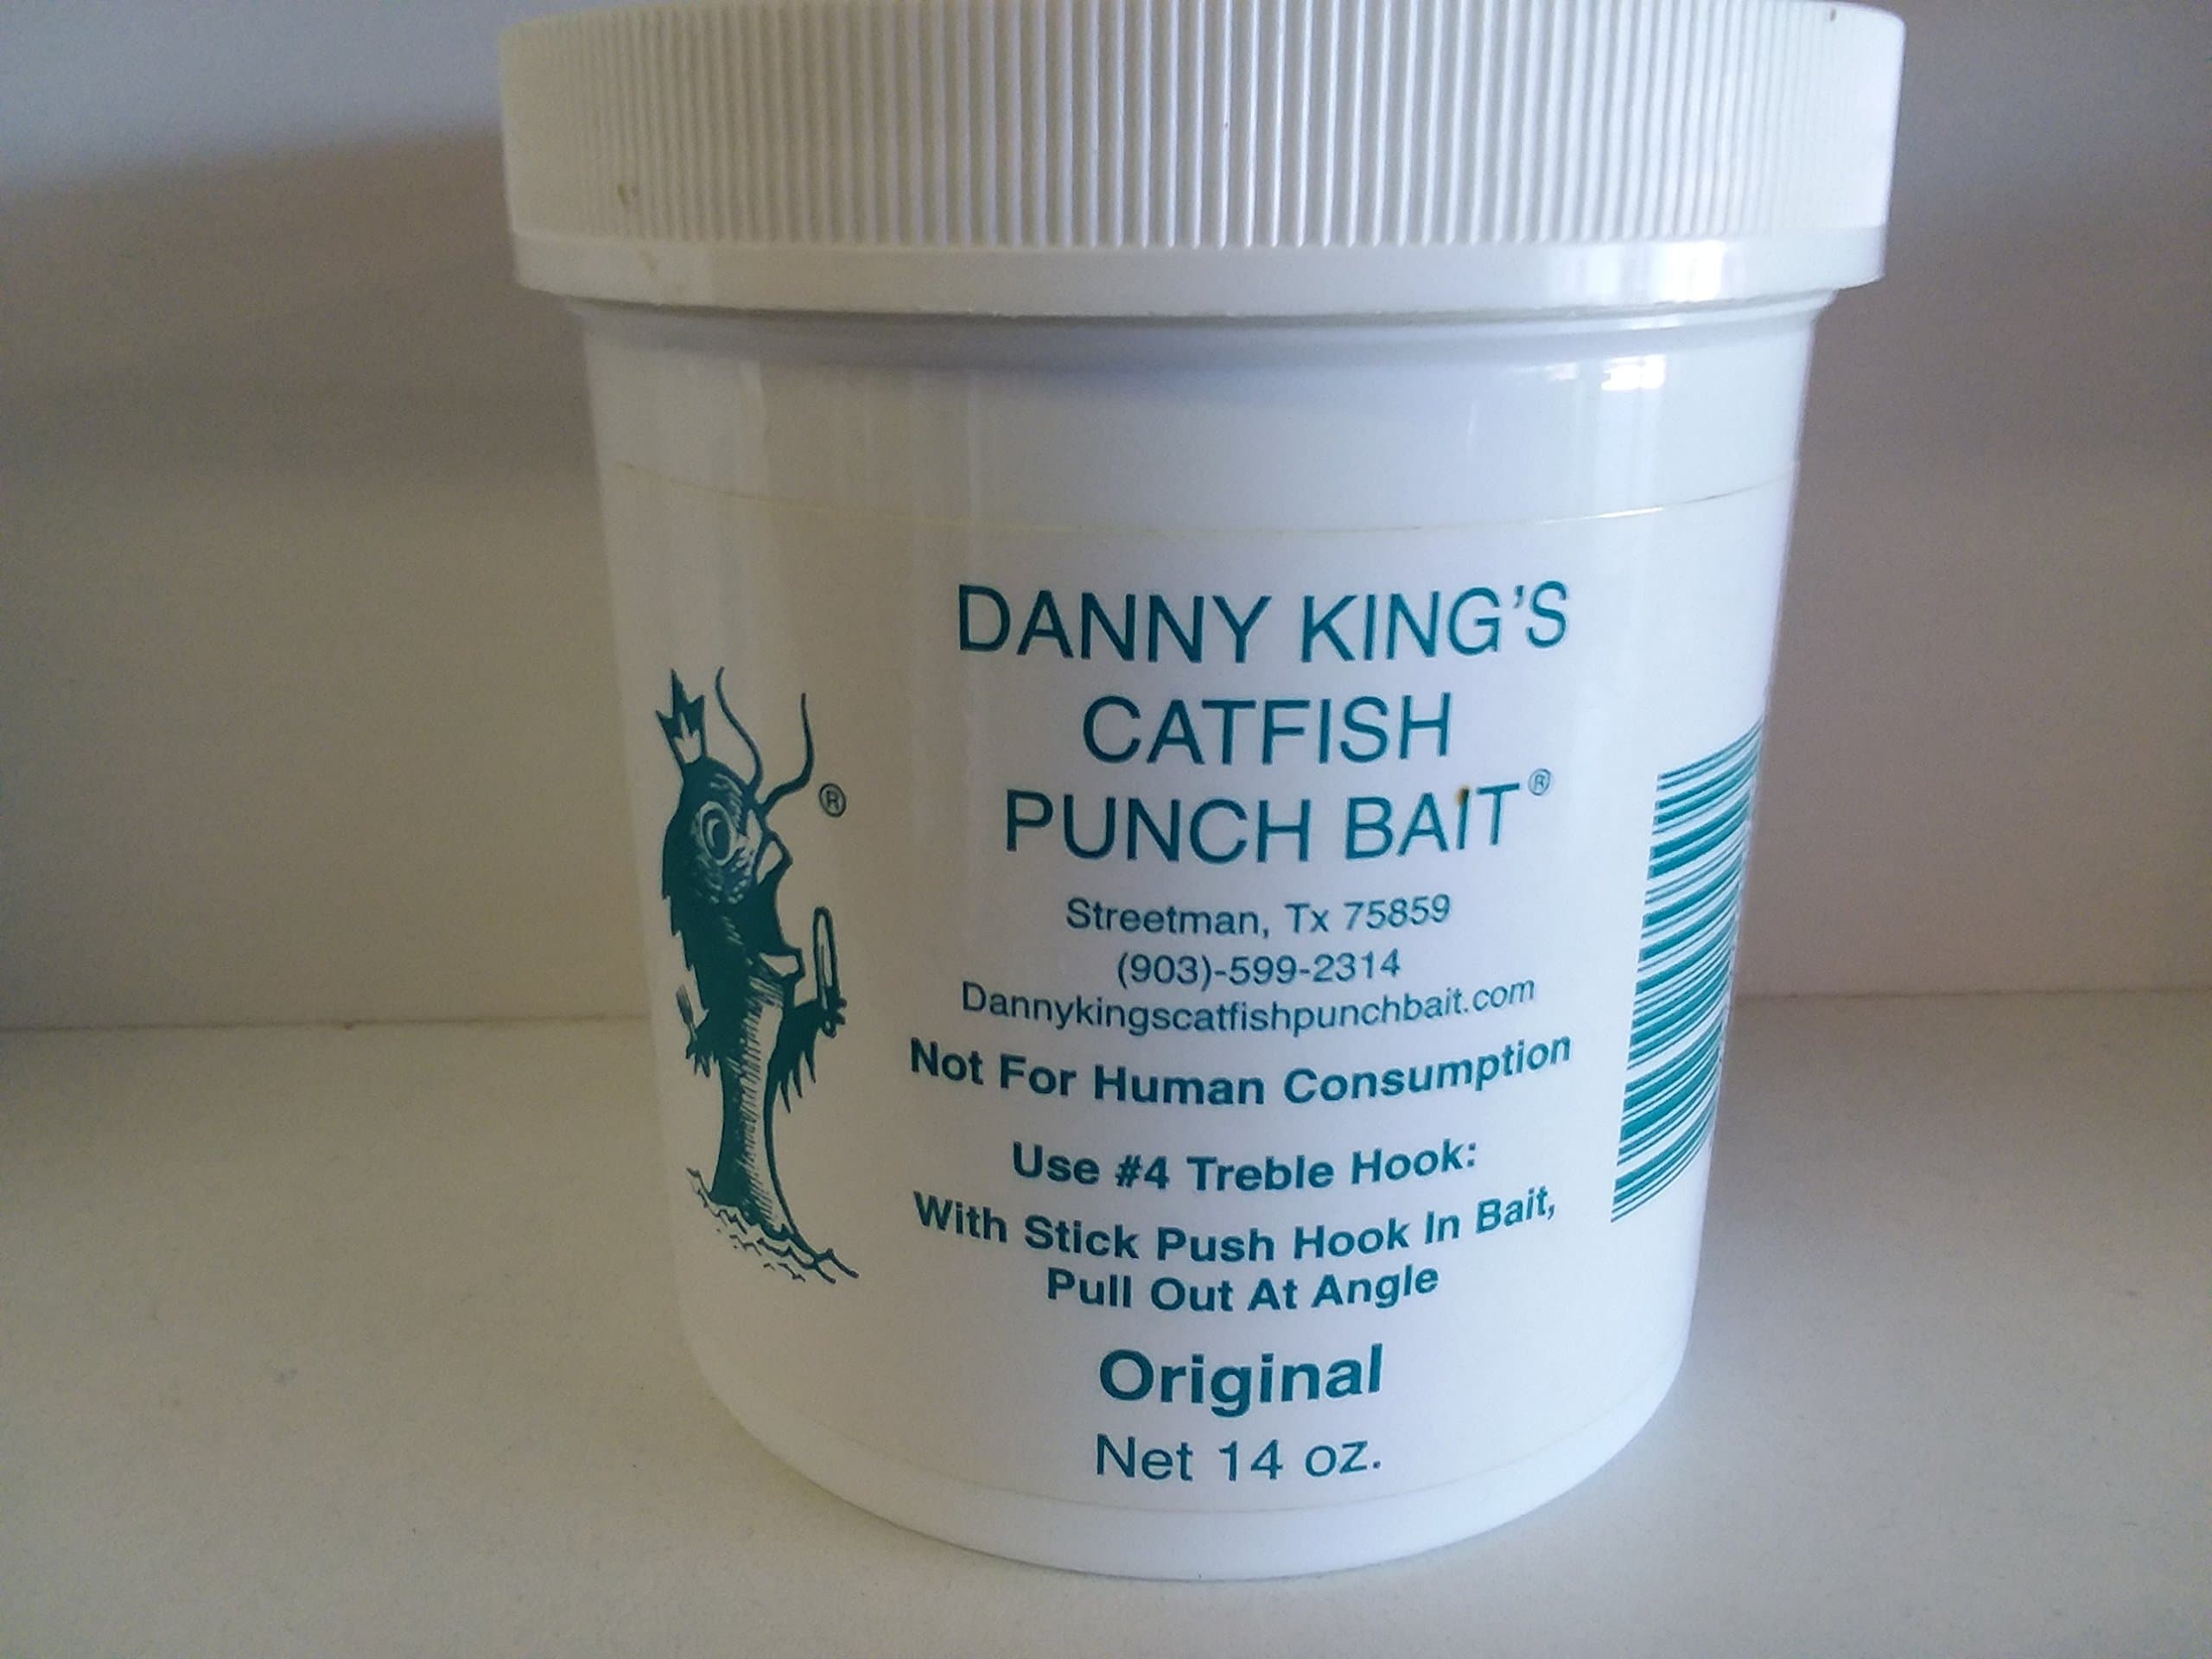 DANNY KING'S
CATFISH
PUNCH BAIT®
®
Streetman, Tx 75859
(903)-599-2314
Dannykingscatfishpunchbait.com
Not For Human Consumption
Use #4 Treble Hook:
With Stick Push Hook In Bait,
Pull Out At Angle
Original
Net 14 oz.